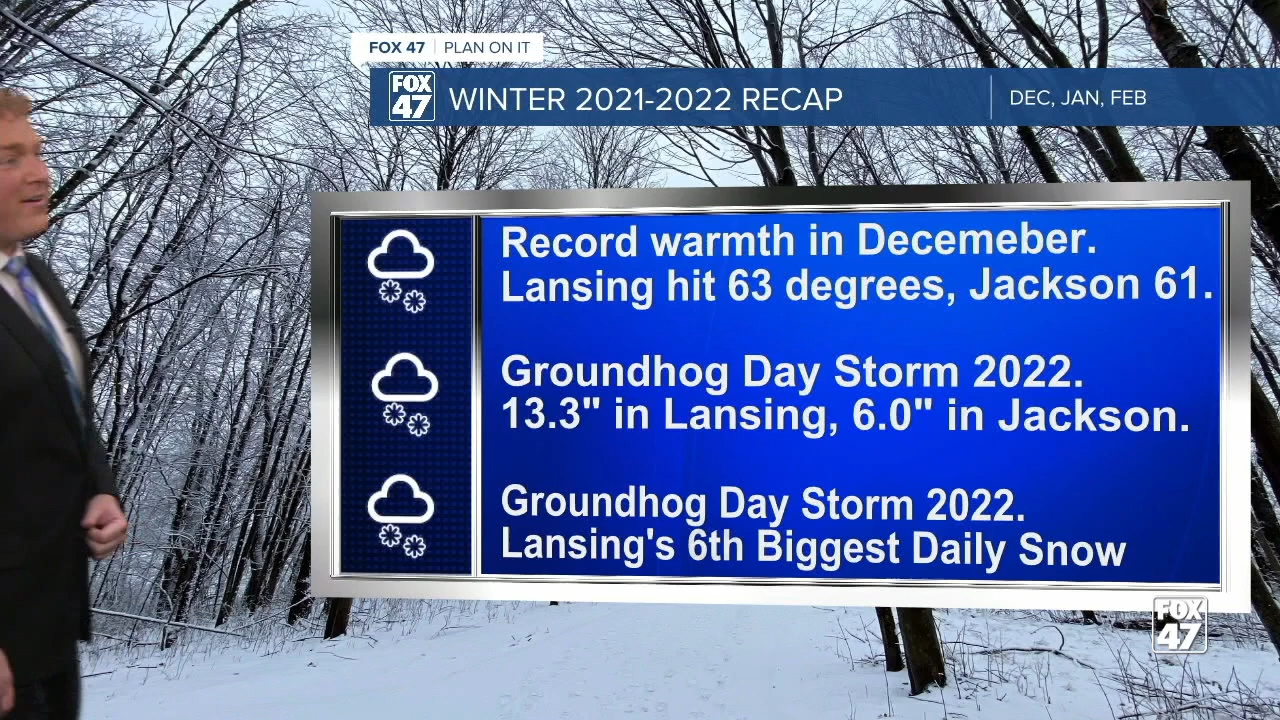 FOX 47 PLAN ON IT
FOX 47 WINTER 2021-2022 RECAP DEC, JAN, FEB
Record warmth in Decemeber.
Lansing hit 63 degrees, Jackson 61.
Groundhog Day Storm 2022.
13.3" in Lansing, 6.0" in Jackson.
Groundhog Day Storm 2022.
Lansing's 6th Biggest Daily Snow
FOX
47